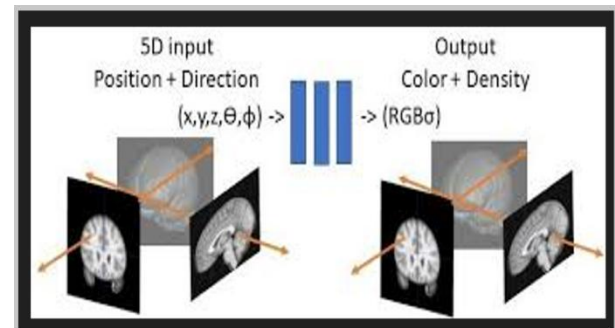 5D input
Position + Direction
(x,y,z,Θ,ϕ) ->
Output
Color + Density
-> (RGBσ)